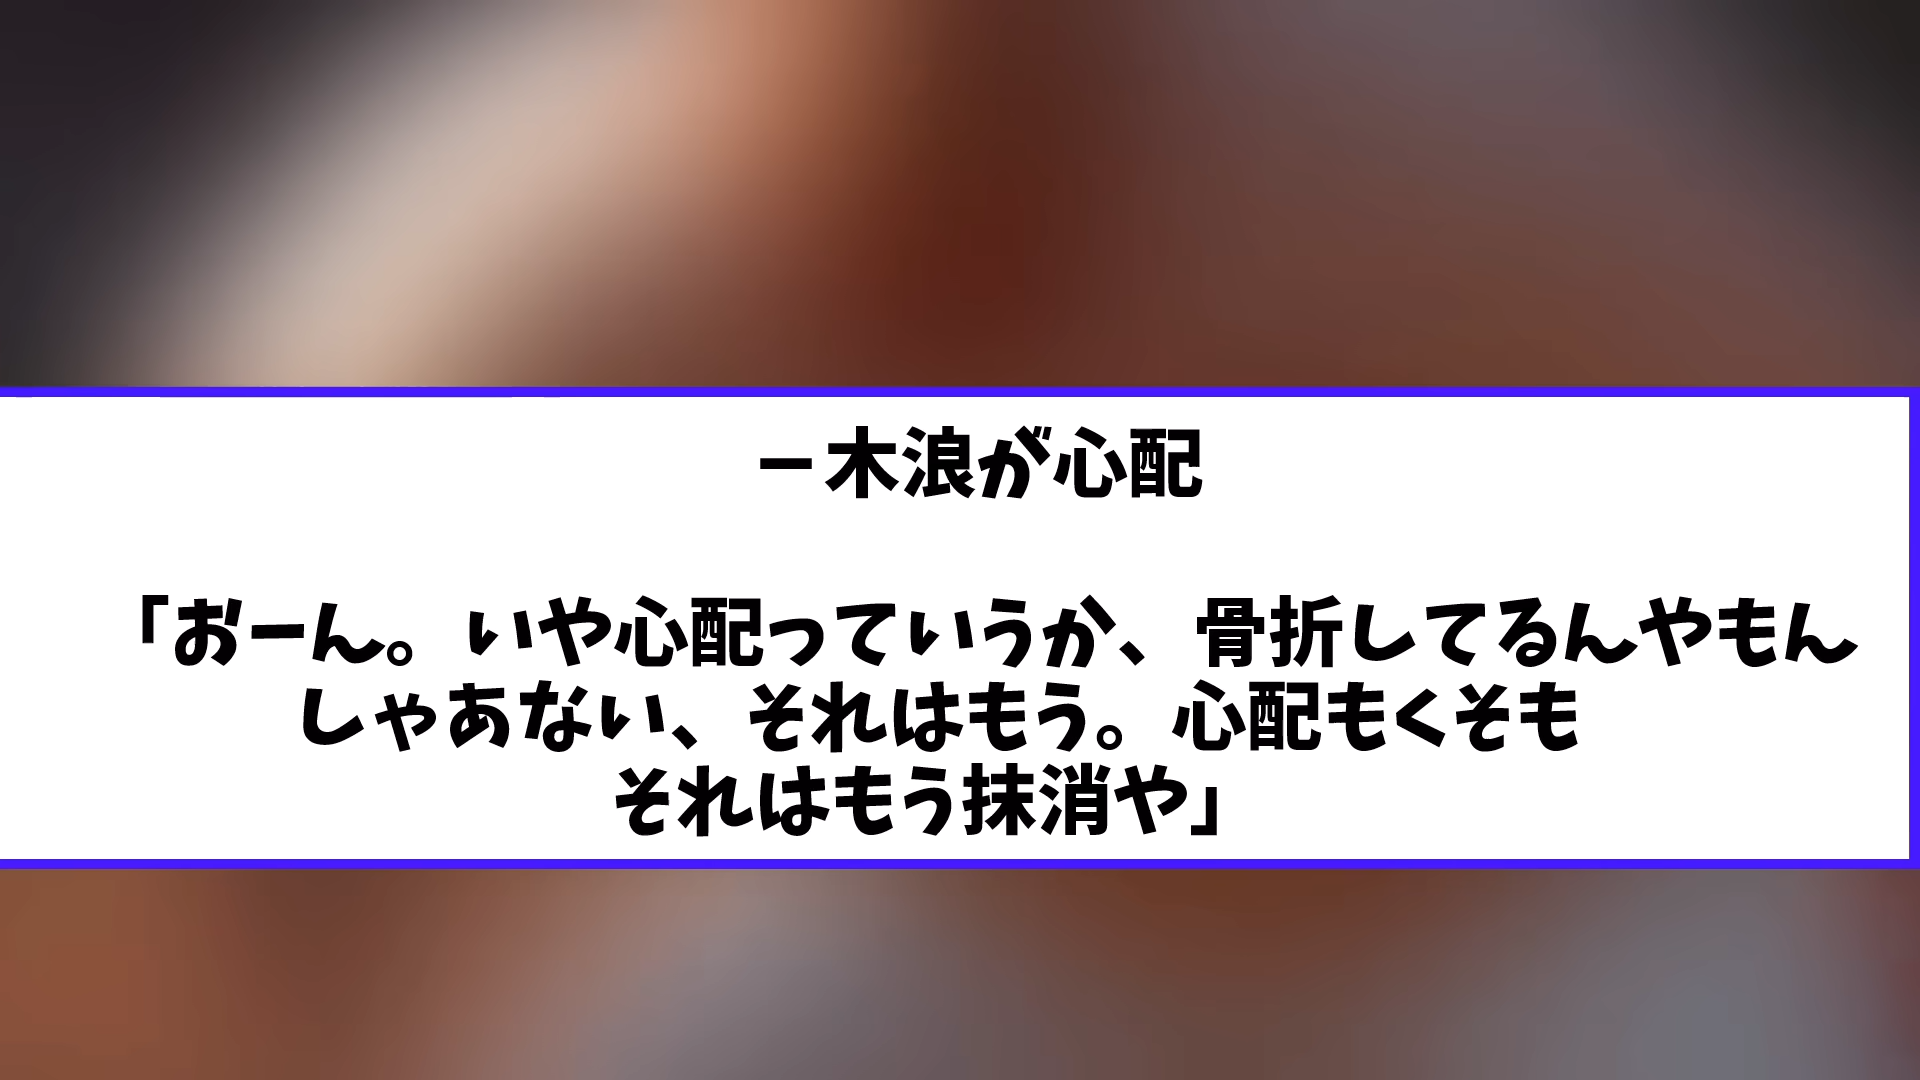 －木浪が心配
「おーん。いや心配っていうか、骨折してるんやもん
しゃあない、それはもう。心配もくそも
それはもう抹消や」